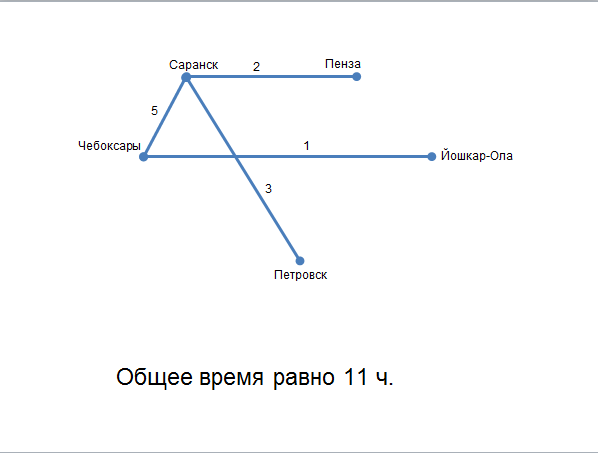 Саранск
2
Пенза
5
Чебоксары
1
Йошкар-Ола
3
Петровск
Общее время равно 11 ч.